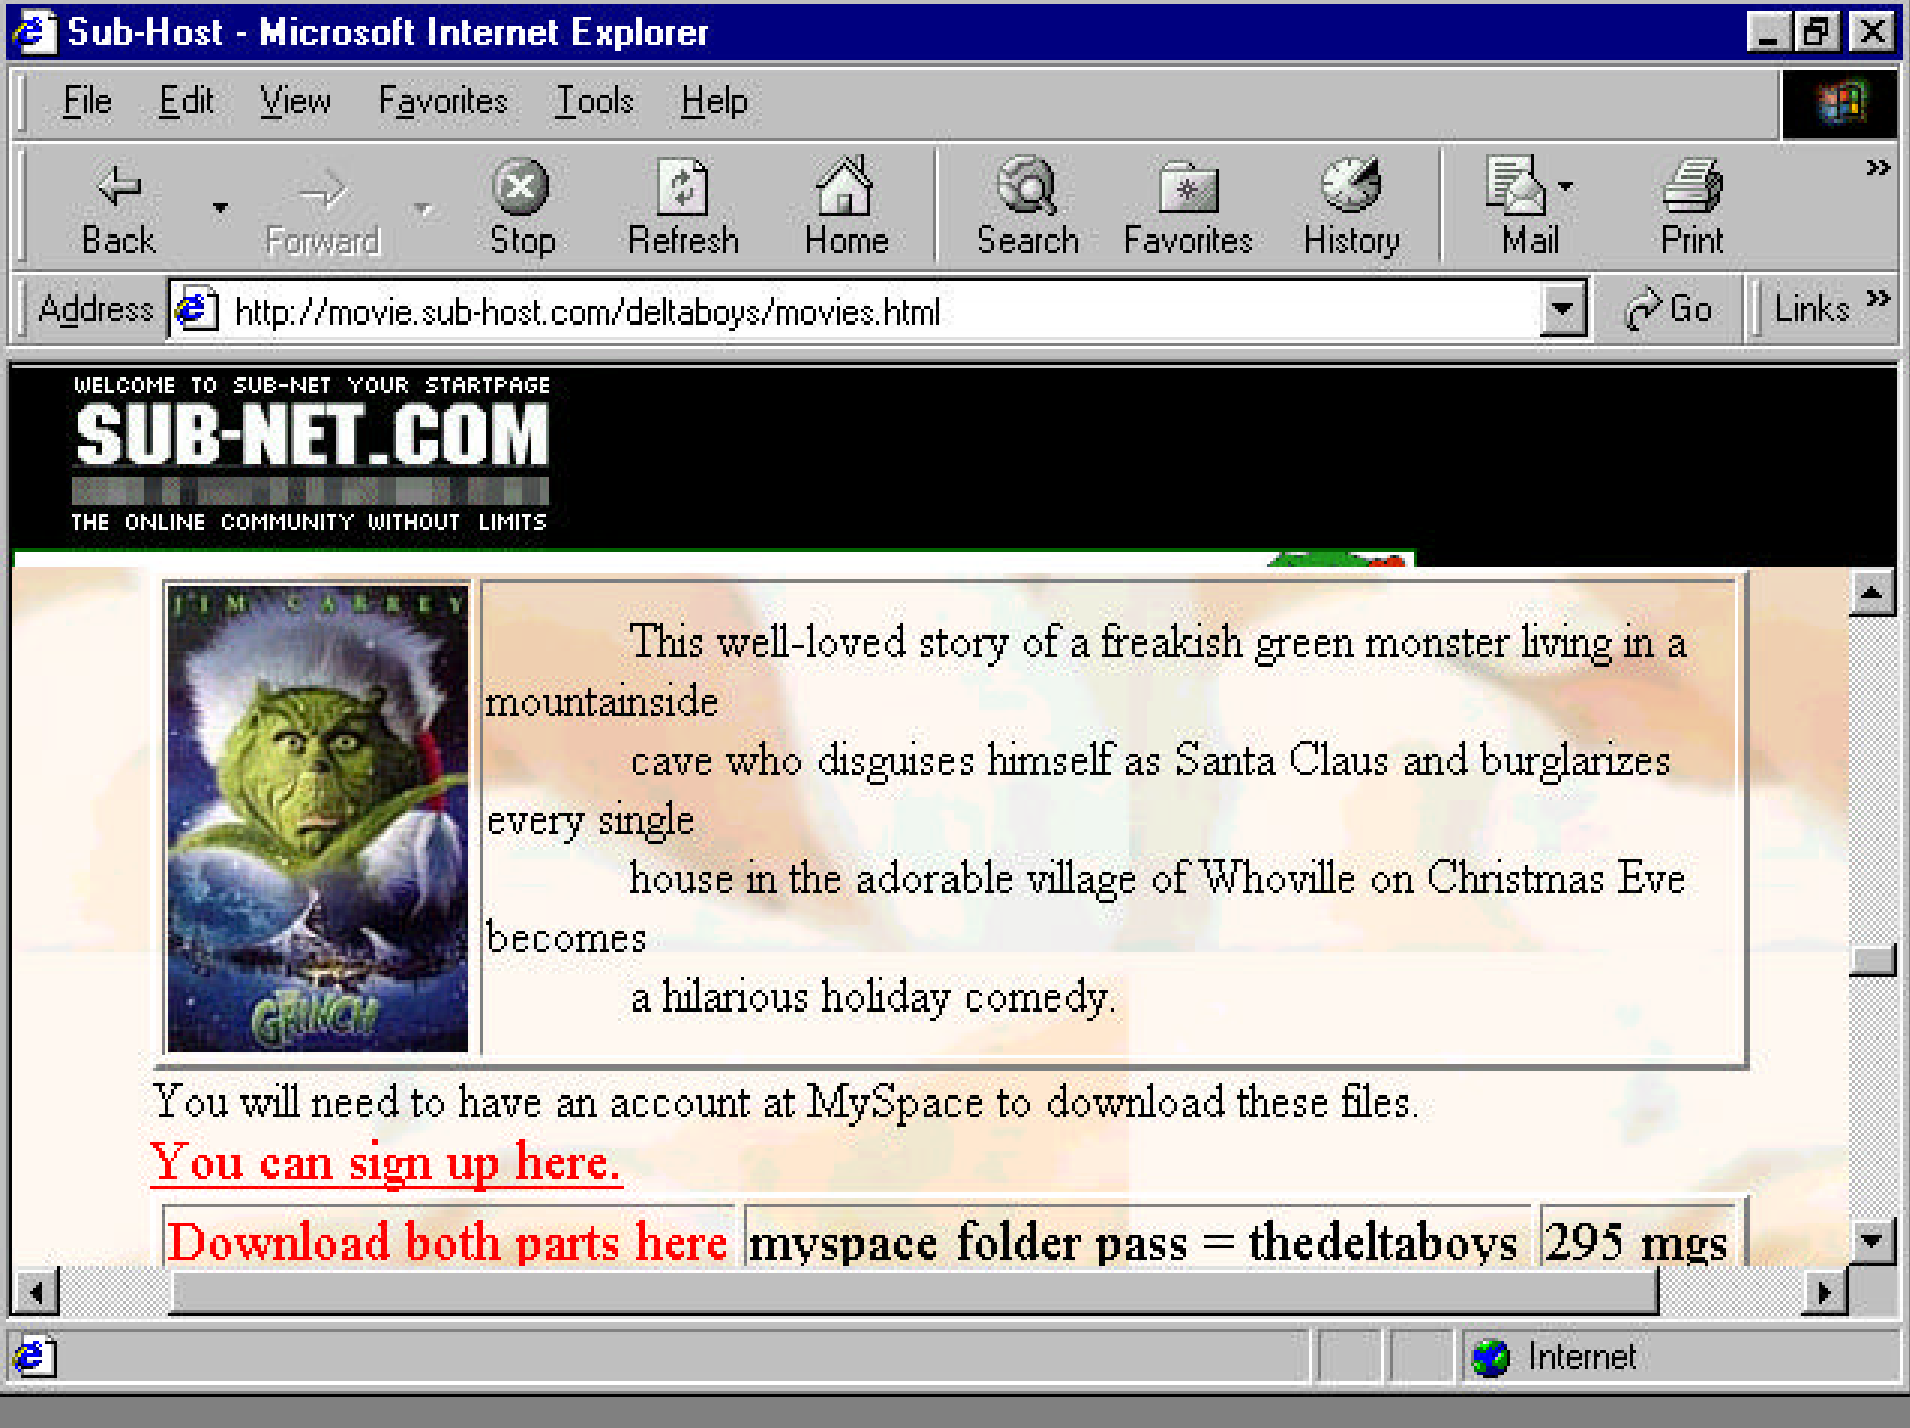 Sub-Host - Microsoft Internet Explorer
File Edit View Favorites Tools Help
Back Forward Stop Refresh Home Search Favorites History Mail Print
Address http://movie.sub-host.com/deltaboys/movies.html Go Links
WELCOME TO SUB-NET YOUR STARTPAGE
SUB-NET.COM
THE ONLINE COMMUNITY WITHOUT LIMITS
JIM CARREY
GRINCH
This well-loved story of a freakish green monster living in a
mountainside
cave who disguises himself as Santa Claus and burglarizes
every single
house in the adorable village of Whoville on Christmas Eve
becomes
a hilarious holiday comedy.
You will need to have an account at MySpace to download these files.
You can sign up here.
Download both parts here myspace folder pass = thedeltaboys 295 mgs
Internet